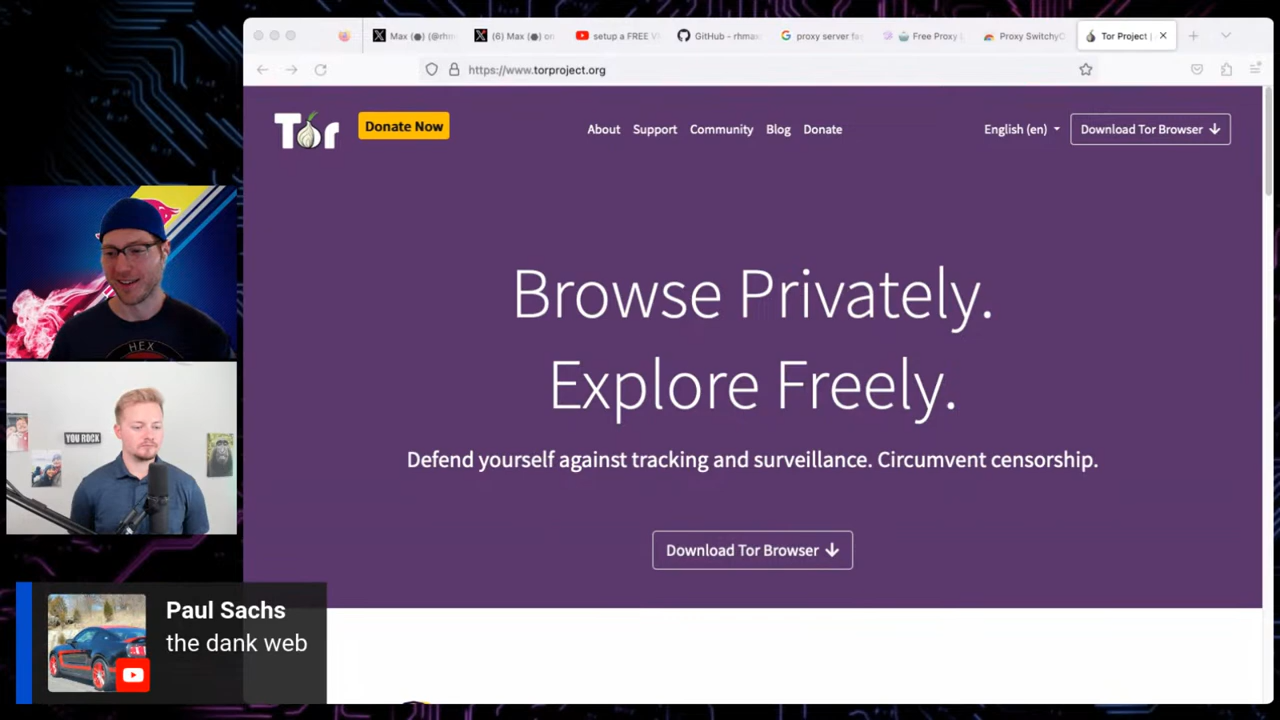 Max (●) (@rhm
(6) Max (●) on
setup a FREE V
GitHub - rhmax
proxy server fa
Free Proxy L
Proxy SwitchyO
Tor Project |
https://www.torproject.org
Tor
Donate Now
About
Support
Community
Blog
Donate
English (en)
Download Tor Browser
Browse Privately.
Explore Freely.
Defend yourself against tracking and surveillance. Circumvent censorship.
Download Tor Browser
HEX
YOU ROCK
Paul Sachs
the dank web